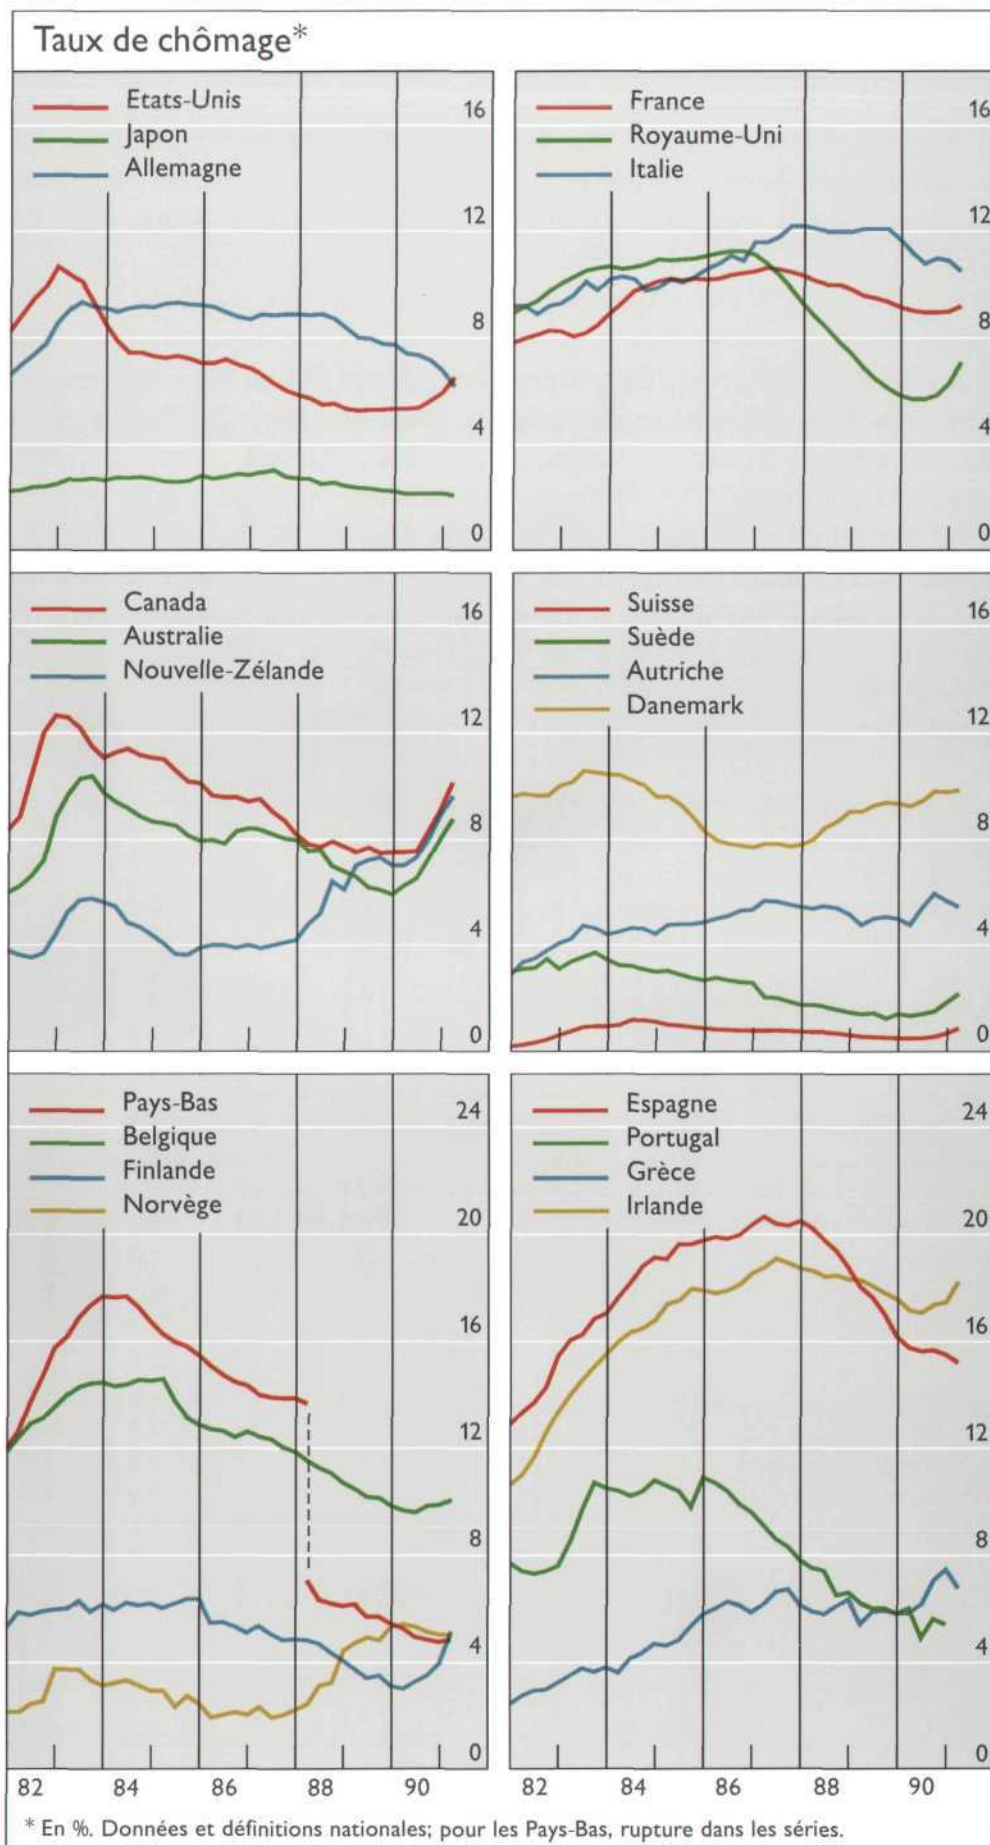 Taux de chômage*
Etats-Unis
Japon
Allemagne
16
12
8
4
0
France
Royaume-Uni
Italie
16
12
8
4
0
Canada
Australie
Nouvelle-Zélande
16
12
8
4
0
Suisse
Suède
Autriche
Danemark
16
12
8
4
0
Pays-Bas
Belgique
Finlande
Norvège
24
20
16
12
8
4
0
82 84 86 88 90
Espagne
Portugal
Grèce
Irlande
24
20
16
12
8
4
0
82 84 86 88 90
* En %. Données et définitions nationales; pour les Pays-Bas, rupture dans les séries.